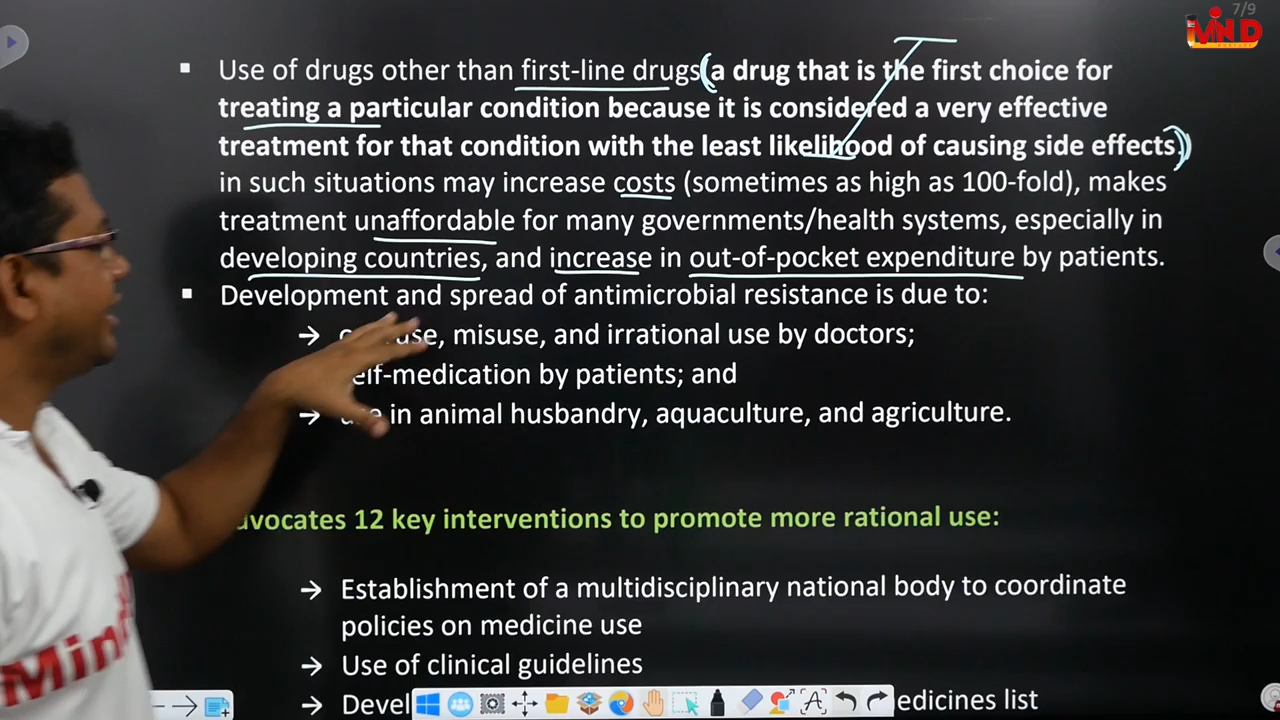 7/9
MIND
▪ Use of drugs other than first-line drugs(a drug that is the first choice for
treating a particular condition because it is considered a very effective
treatment for that condition with the least likelihood of causing side effects.)
in such situations may increase costs (sometimes as high as 100-fold), makes
treatment unaffordable for many governments/health systems, especially in
developing countries, and increase in out-of-pocket expenditure by patients.
▪ Development and spread of antimicrobial resistance is due to:
→ misuse, and irrational use by doctors;
elf-medication by patients; and
→ in animal husbandry, aquaculture, and agriculture.
dvocates 12 key interventions to promote more rational use:
→ Establishment of a multidisciplinary national body to coordinate
policies on medicine use
→ Use of clinical guidelines
→ Devel edicines list
Min